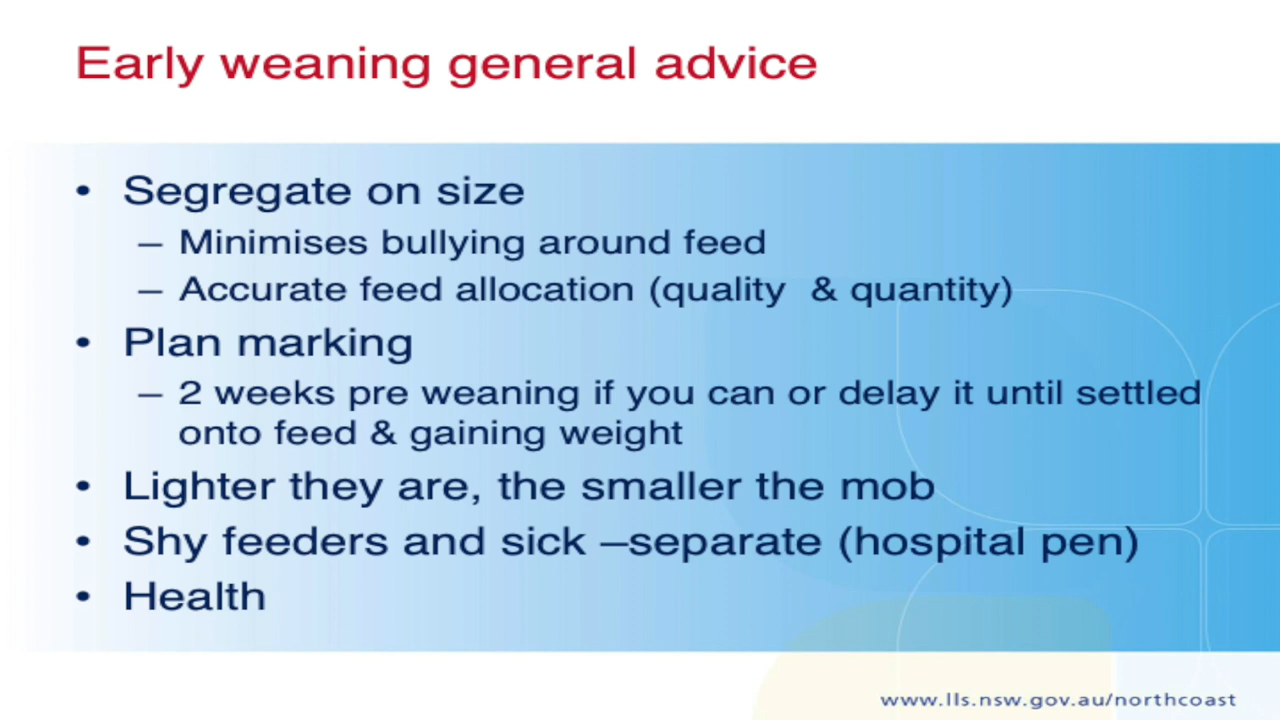 Early weaning general advice
• Segregate on size
– Minimises bullying around feed
– Accurate feed allocation (quality & quantity)
• Plan marking
– 2 weeks pre weaning if you can or delay it until settled
onto feed & gaining weight
• Lighter they are, the smaller the mob
• Shy feeders and sick –separate (hospital pen)
• Health
www.lls.nsw.gov.au/northcoast